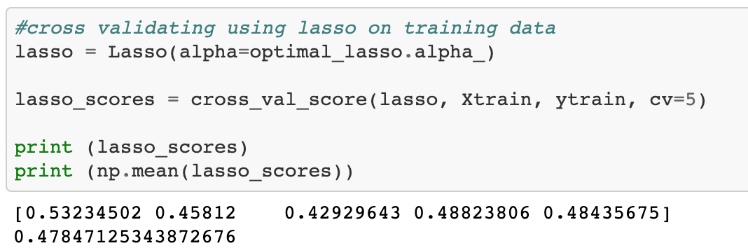 #cross validating using lasso on training data
lasso = Lasso(alpha=optimal_lasso.alpha_)
lasso_scores = cross_val_score(lasso, Xtrain, ytrain, cv=5)
print (lasso_scores)
print (np.mean(lasso_scores))
[0.53234502 0.45812    0.42929643 0.48823806 0.48435675]
0.47847125343872676